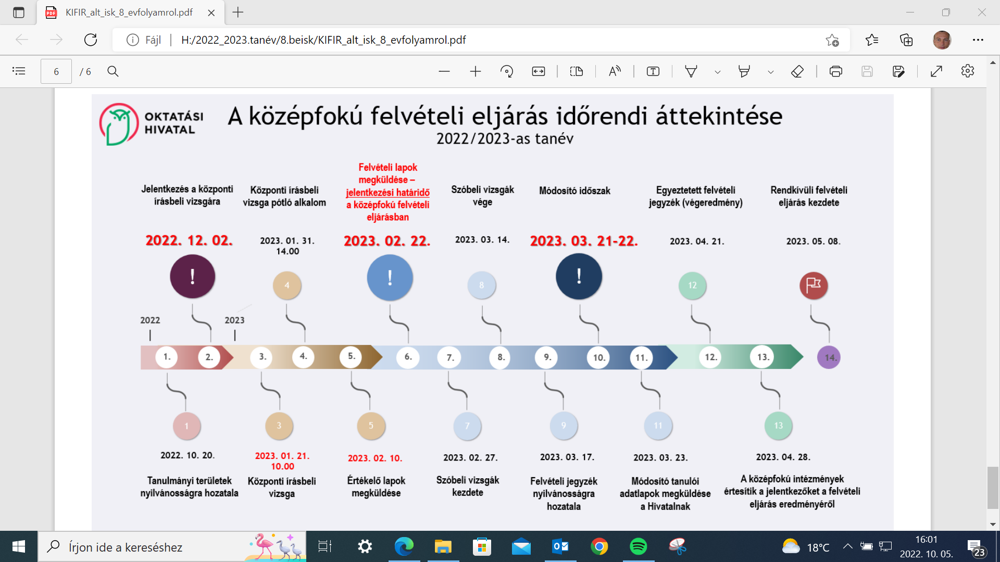 KIFIR_alt_isk_8_evfolyamrol.pdf
Fájl
H:/2022_2023.tanév/8.beisk/KIFIR_alt_isk_8_evfolyamrol.pdf
6 / 6
OKTATÁSI
HIVATAL
A középfokú felvételi eljárás időrendi áttekintése
2022/2023-as tanév
Jelentkezés a központi
írásbeli vizsgára
2022. 12. 02.
!
Központi írásbeli
vizsga pótló alkalom
2023. 01. 31.
14.00
4
Felvételi lapok
megküldése –
jelentkezési határidő
a középfokú felvételi
eljárásban
2023. 02. 22.
!
Szóbeli vizsgák
vége
2023. 03. 14.
8
Módosító időszak
2023. 03. 21-22.
!
Egyeztetett felvételi
jegyzék (végeredmény)
2023. 04. 21.
12
Rendkívüli felvételi
eljárás kezdete
2023. 05. 08.
2022
2023
1. 2. 3. 4. 5. 6. 7. 8. 9. 10. 11. 12. 13. 14.
1
2022. 10. 20.
Tanulmányi területek
nyilvánosságra hozatala
3
2023. 01. 21.
10.00
Központi írásbeli
vizsga
5
2023. 02. 10.
Értékelő lapok
megküldése
7
2023. 02. 27.
Szóbeli vizsgák
kezdete
9
2023. 03. 17.
Felvételi jegyzék
nyilvánosságra
hozatala
11
2023. 03. 23.
Módosító tanulói
adatlapok megküldése
a Hivatalnak
13
2023. 04. 28.
A középfokú intézmények
értesítik a jelentkezőket a felvételi
eljárás eredményéről
Írjon ide a kereséshez
18°C
16:01
2022. 10. 05.
23